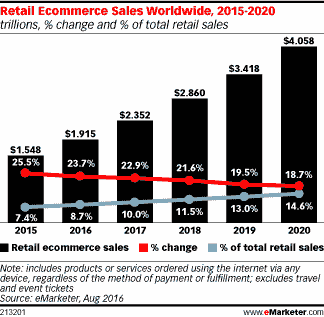 Retail Ecommerce Sales Worldwide, 2015-2020
trillions, % change and % of total retail sales
$1.548
$1.915
$2.352
$2.860
$3.418
$4.058
25.5%
23.7%
22.9%
21.6%
19.5%
18.7%
7.4%
8.7%
10.0%
11.5%
13.0%
14.6%
2015
2016
2017
2018
2019
2020
Retail ecommerce sales
% change
% of total retail sales
Note: includes products or services ordered using the internet via any
device, regardless of the method of payment or fulfillment; excludes travel
and event tickets
Source: eMarketer, Aug 2016
213201
www.eMarketer.com